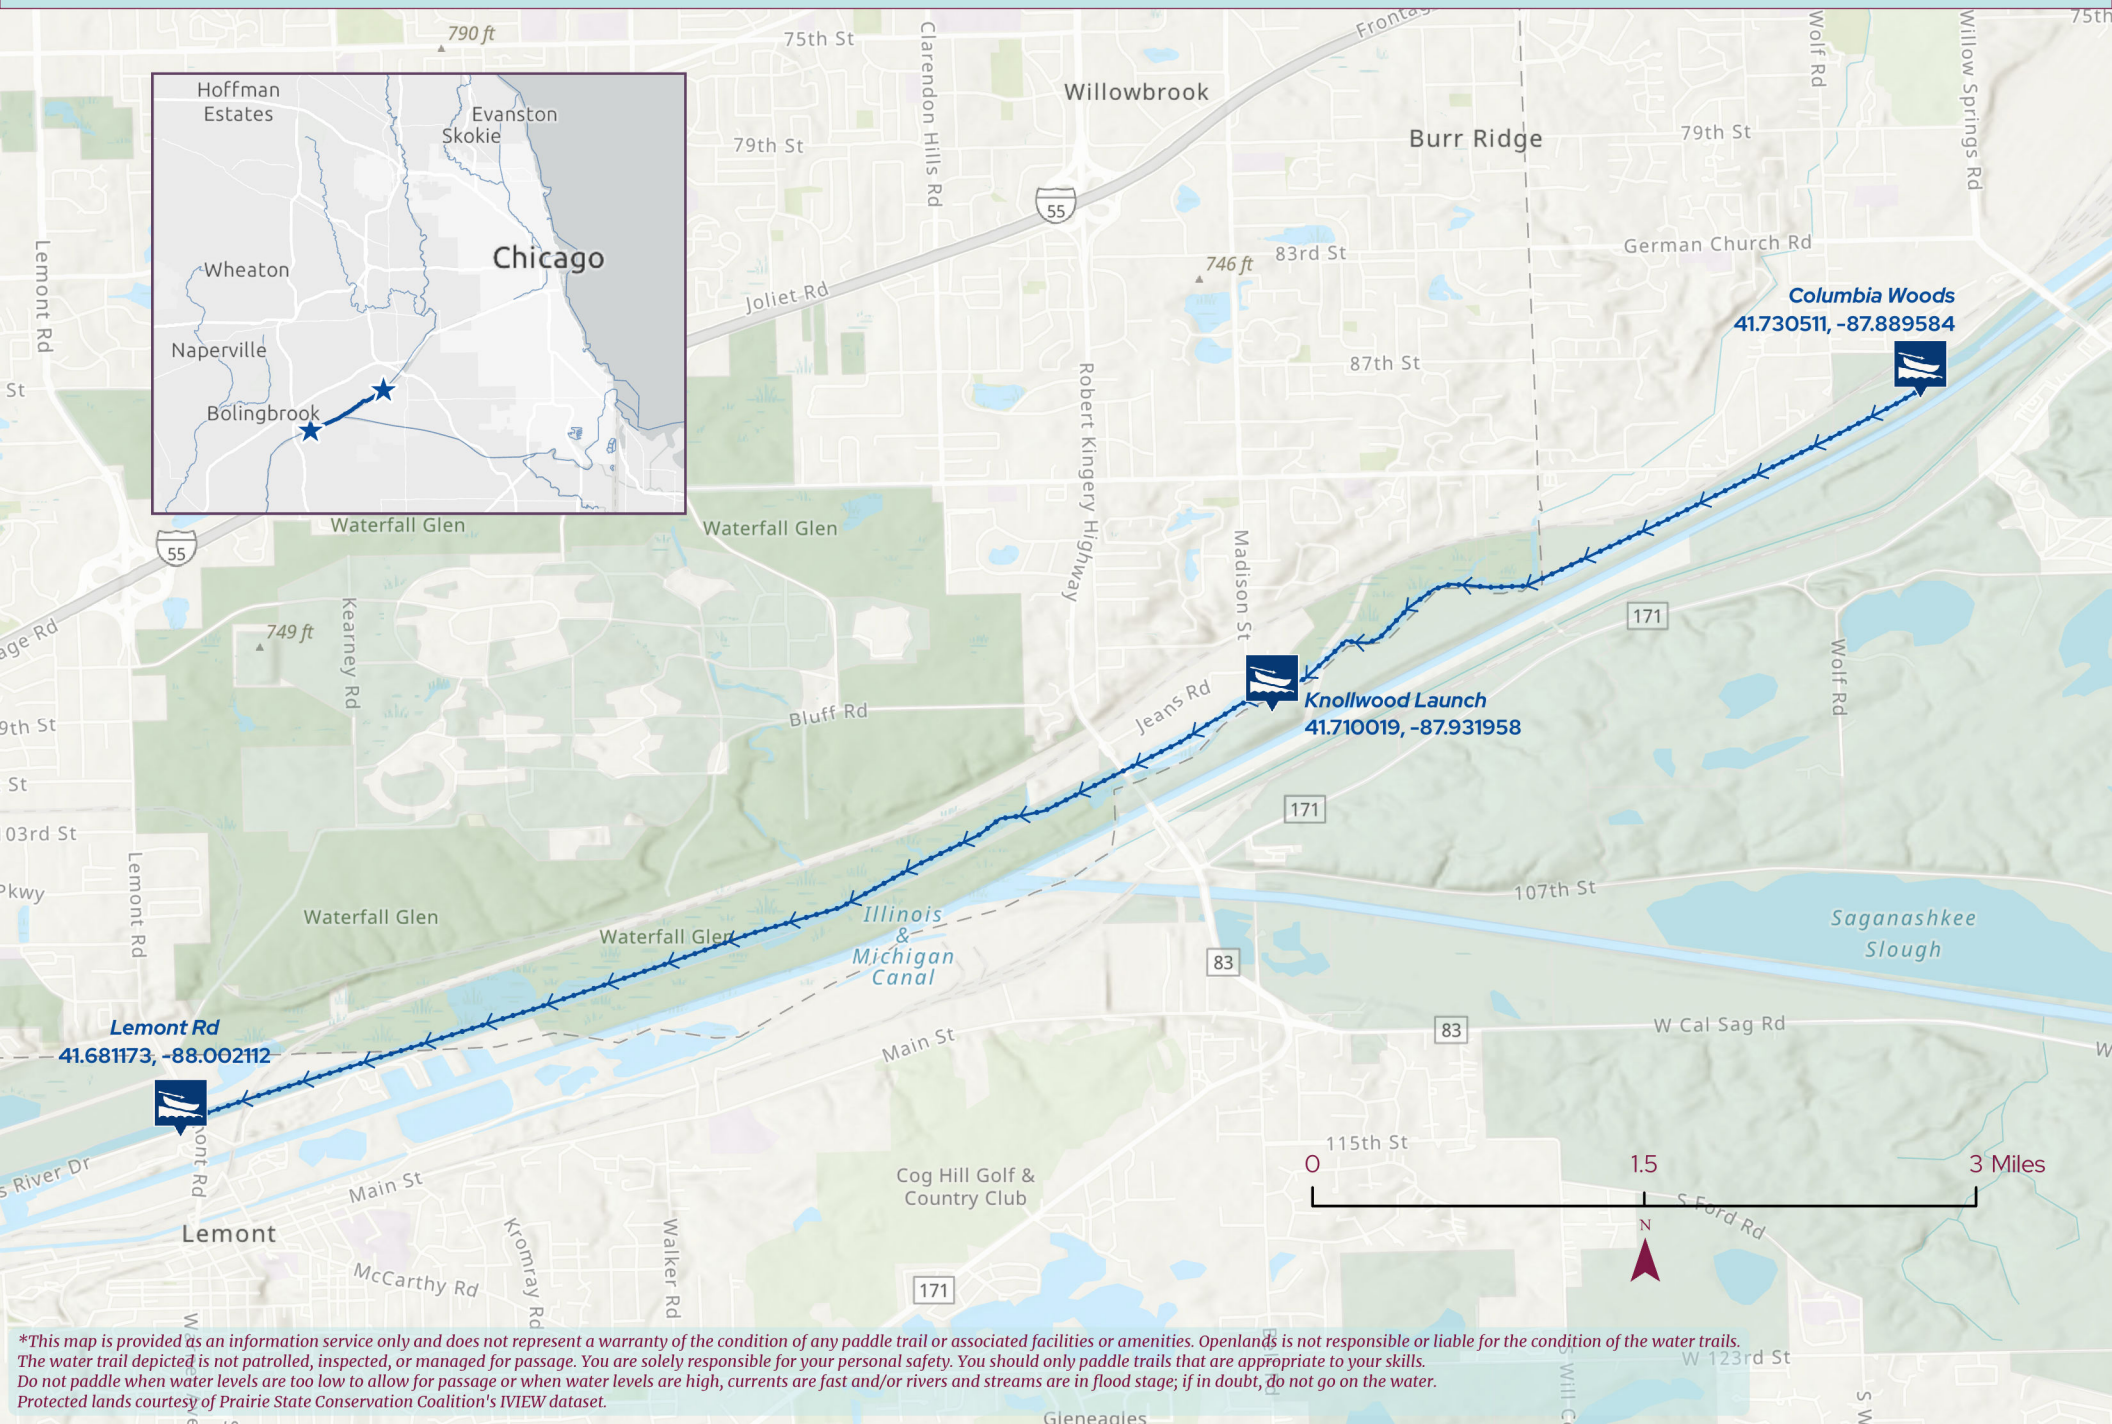 75th St
790 ft
Clarendon Hills Rd
Willowbrook
Wolf Rd
Willow Springs Rd
75th
Burr Ridge
79th St
79th St
Hoffman
Estates
Evanston
Skokie
Chicago
Wheaton
Naperville
Bolingbrook
55
Lemont Rd
Joliet Rd
746 ft
83rd St
German Church Rd
Columbia Woods
41.730511, -87.889584
St
87th St
Robert Kingery Highway
Waterfall Glen
Waterfall Glen
55
Madison St
749 ft
Kearney Rd
171
Wolf Rd
Jeans Rd
Knollwood Launch
41.710019, -87.931958
Bluff Rd
9th St
St
171
03rd St
Lemont Rd
Pkwy
107th St
Waterfall Glen
Waterfall Glen
Illinois
&
Michigan
Canal
Saganashkee
Slough
83
83
W Cal Sag Rd
Lemont Rd
41.681173, -88.002112
Main St
115th St
0
1.5
3 Miles
River Dr
Main St
Cog Hill Golf &
Country Club
S Ford Rd
N
Lemont
Kromray Rd
Walker Rd
McCarthy Rd
171
*This map is provided as an information service only and does not represent a warranty of the condition of any paddle trail or associated facilities or amenities. Openlands is not responsible or liable for the condition of the water trails.
The water trail depicted is not patrolled, inspected, or managed for passage. You are solely responsible for your personal safety. You should only paddle trails that are appropriate to your skills.
W 123rd St
Do not paddle when water levels are too low to allow for passage or when water levels are high, currents are fast and/or rivers and streams are in flood stage; if in doubt, do not go on the water.
Protected lands courtesy of Prairie State Conservation Coalition's IVIEW dataset.
Gleneagles